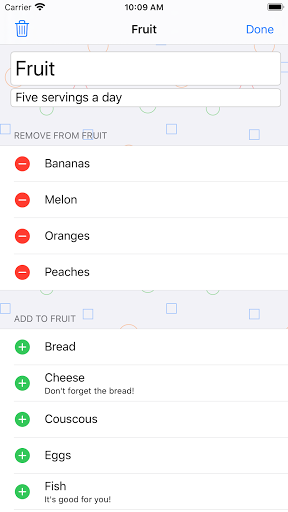 Carrier 10:09 AM
Fruit Done
Fruit
Five servings a day
REMOVE FROM FRUIT
Bananas
Melon
Oranges
Peaches
ADD TO FRUIT
Bread
Cheese
Don't forget the bread!
Couscous
Eggs
Fish
It's good for you!